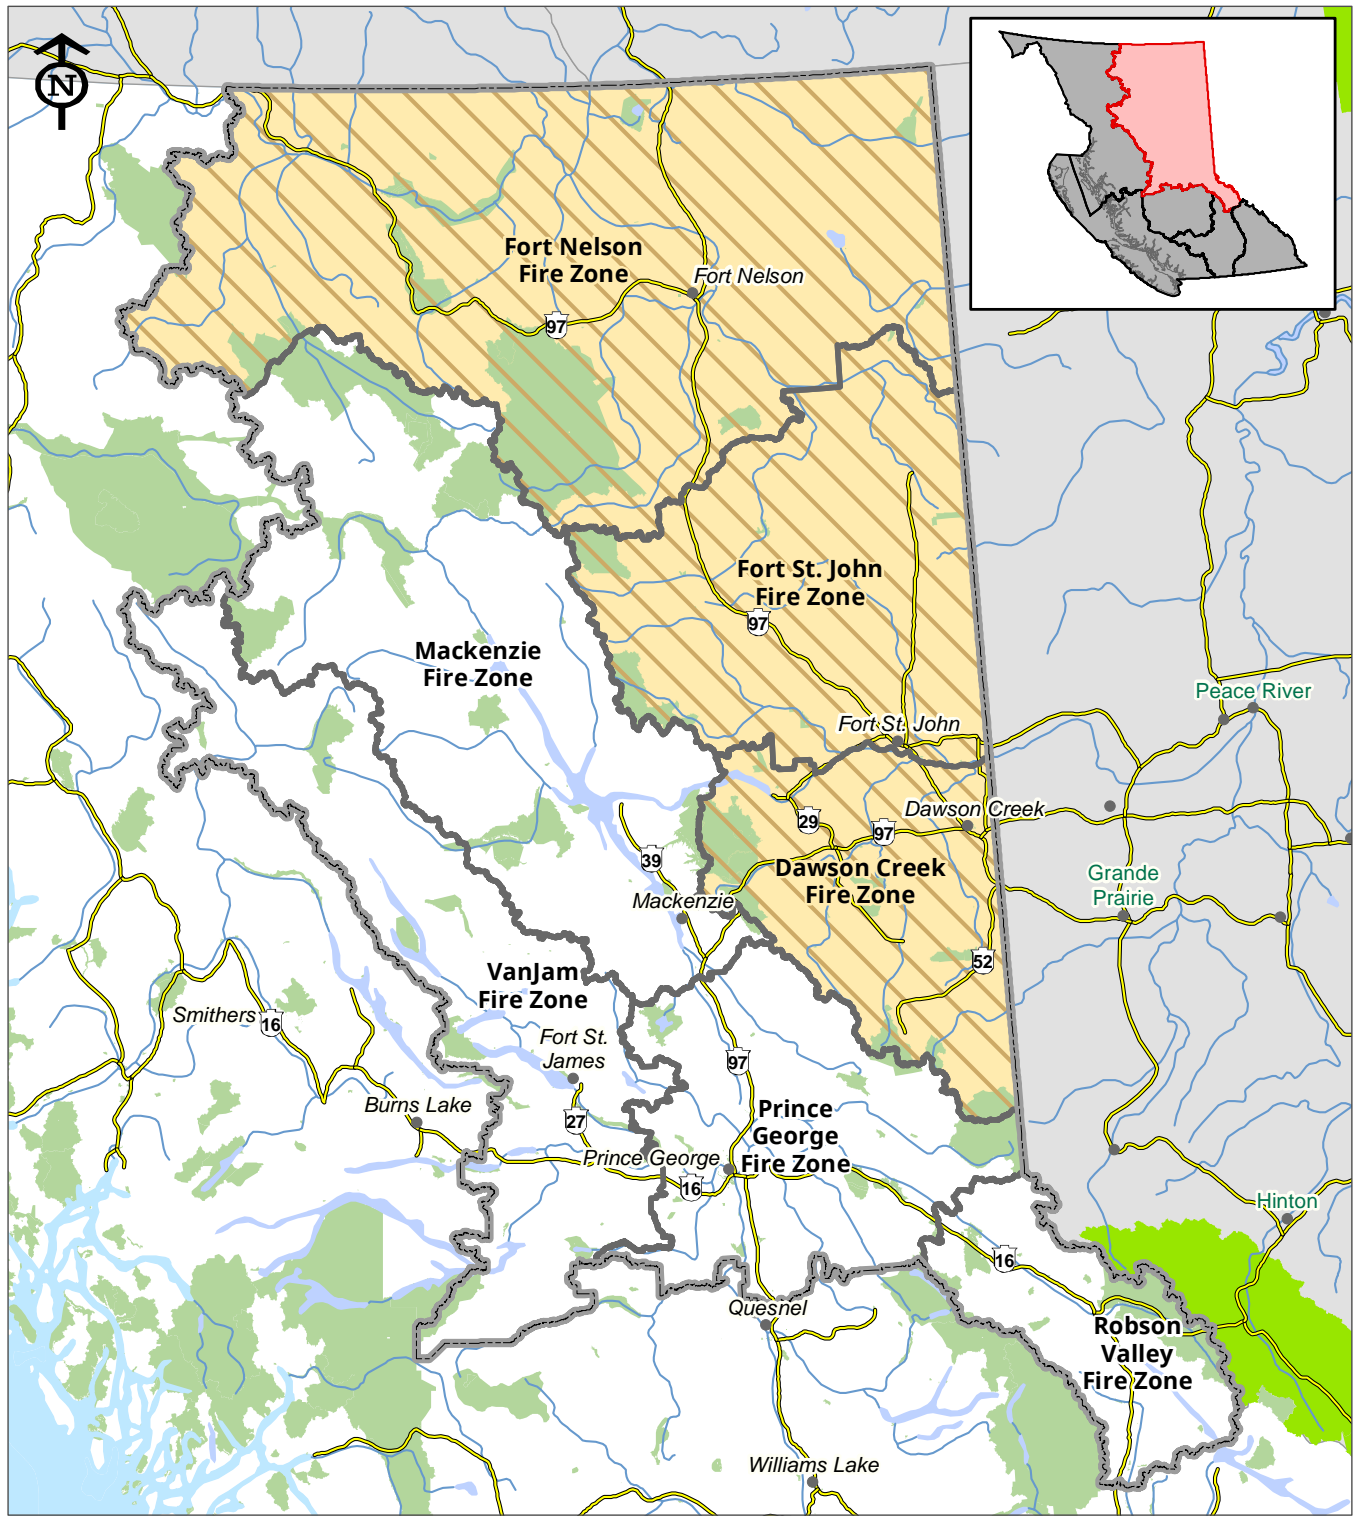 N
Fort Nelson
Fire Zone
Fort Nelson
97
Fort St. John
Fire Zone
97
Mackenzie
Fire Zone
Peace River
Fort St. John
29
97
Dawson Creek
39
Dawson Creek
Fire Zone
Grande
Prairie
Mackenzie
52
VanJam
Fire Zone
Smithers
16
Fort St.
James
97
Burns Lake
27
Prince
George
Fire Zone
Prince George
16
Hinton
16
Quesnel
Robson
Valley
Fire Zone
Williams Lake